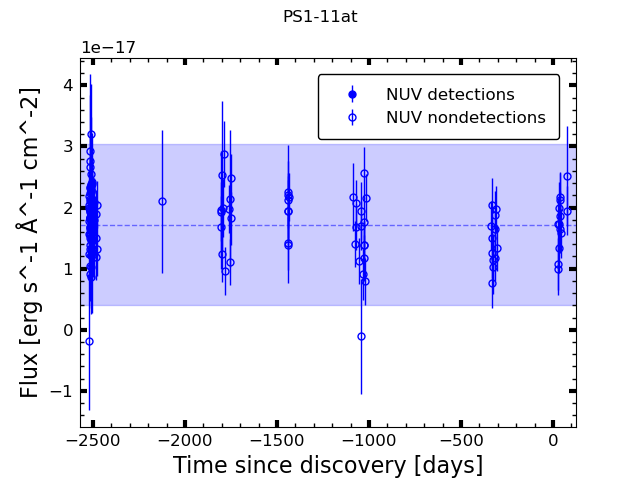 PS1-11at
1e−17
NUV detections
NUV nondetections
4
3
2
1
0
−1
Flux [erg s^-1 Å^-1 cm^-2]
−2500 −2000 −1500 −1000 −500 0
Time since discovery [days]